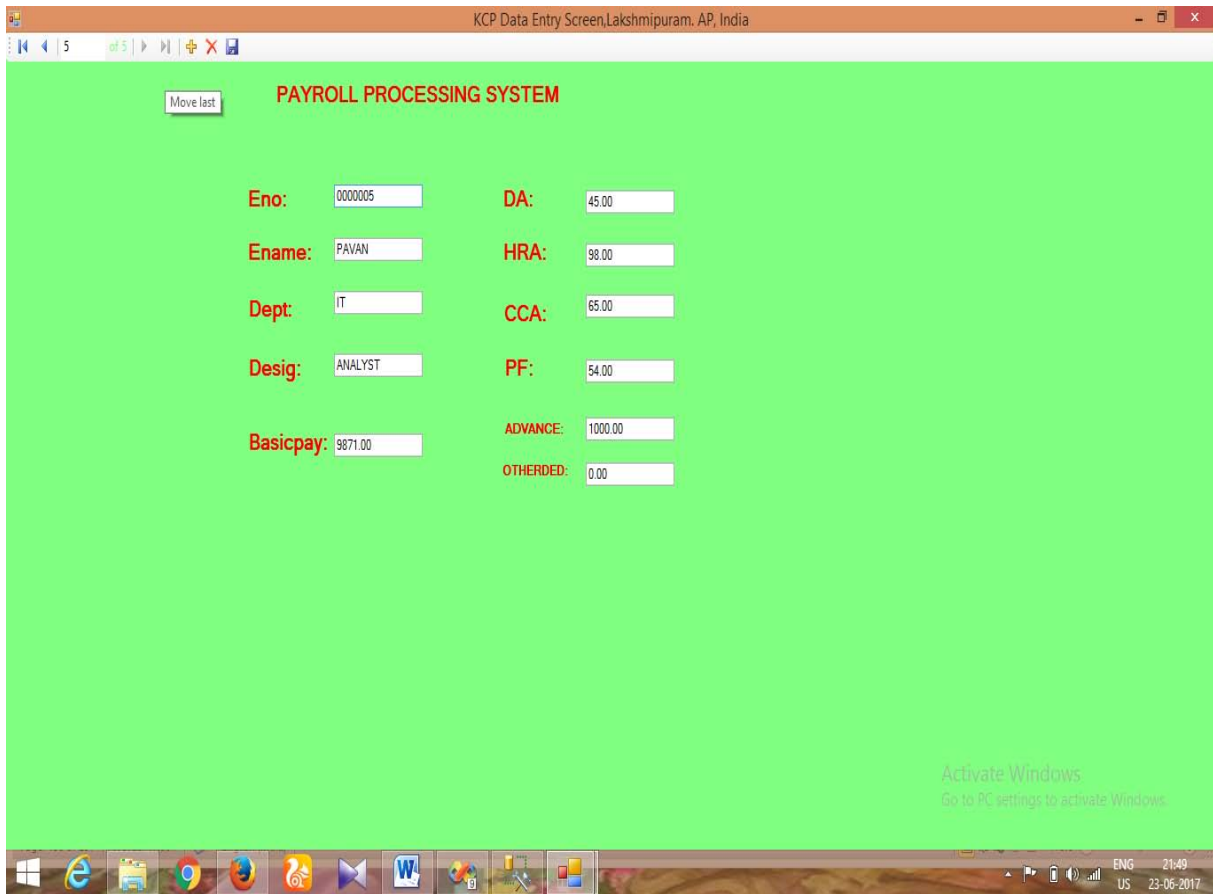 KCP Data Entry Screen,Lakshmipuram. AP, India
5 of 5
Move last
PAYROLL PROCESSING SYSTEM
Eno: 0000005
DA: 45.00
Ename: PAVAN
HRA: 98.00
Dept: IT
CCA: 65.00
Desig: ANALYST
PF: 54.00
Basicpay: 9871.00
ADVANCE: 1000.00
OTHERDED: 0.00
Activate Windows
Go to PC settings to activate Windows.
ENG 21:49
US 23-06-2017